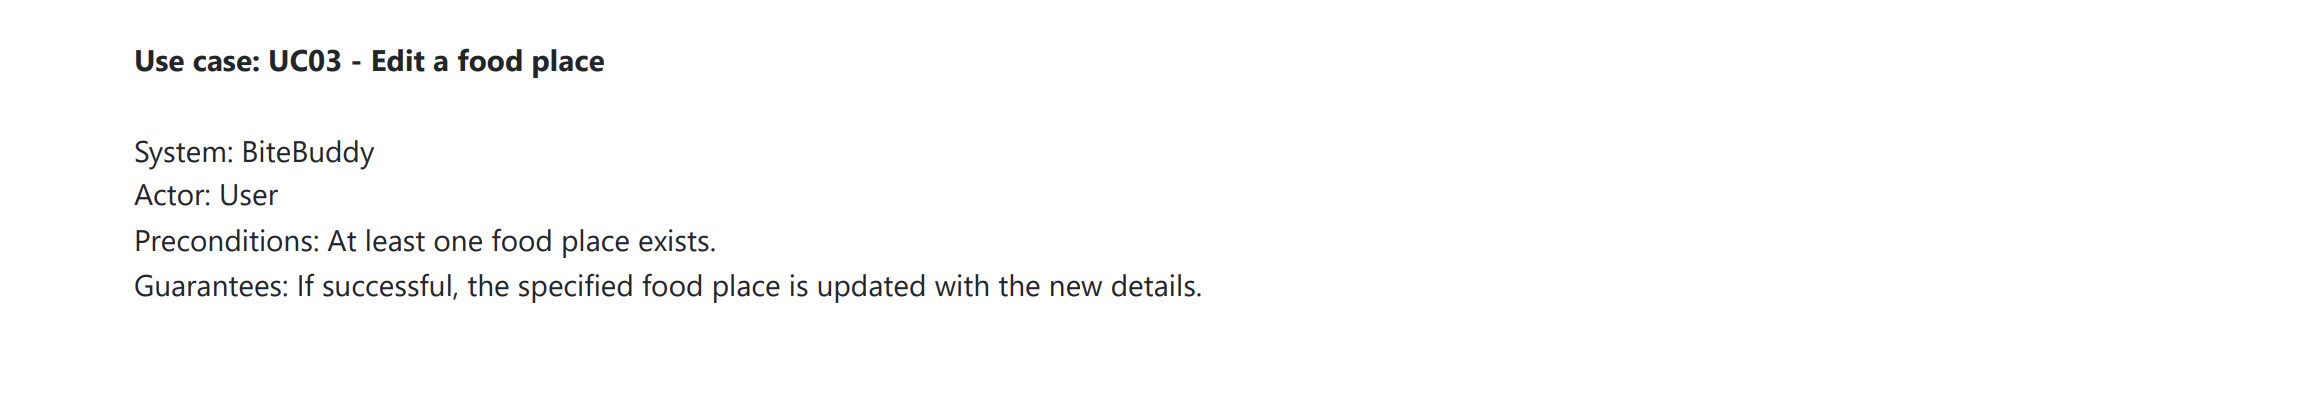 Use case: UC03 - Edit a food place
System: BiteBuddy
Actor: User
Preconditions: At least one food place exists.
Guarantees: If successful, the specified food place is updated with the new details.